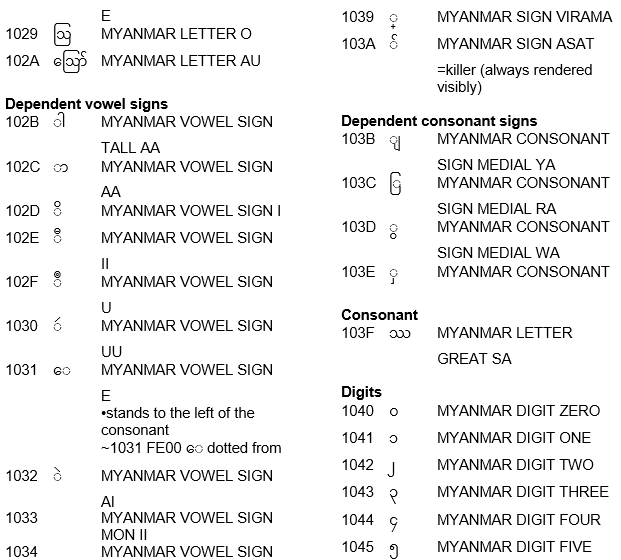 E
1029 ဩ MYANMAR LETTER O
102A ဪ MYANMAR LETTER AU
Dependent vowel signs
102B ◌ါ MYANMAR VOWEL SIGN
TALL AA
102C ာ MYANMAR VOWEL SIGN
AA
102D ◌ိ MYANMAR VOWEL SIGN I
102E ◌ီ MYANMAR VOWEL SIGN
II
102F MYANMAR VOWEL SIGN
U
1030 MYANMAR VOWEL SIGN
UU
1031 ေ◌ MYANMAR VOWEL SIGN
E
•stands to the left of the
consonant
~1031 FE00 ေ◌ dotted from
1032 ◌ဲ MYANMAR VOWEL SIGN
AI
1033 MYANMAR VOWEL SIGN
MON II
1034 MYANMAR VOWEL SIGN
1039 ◌္ MYANMAR SIGN VIRAMA
103A ◌် MYANMAR SIGN ASAT
=killer (always rendered
visibly)
Dependent consonant signs
103B ◌ျ MYANMAR CONSONANT
SIGN MEDIAL YA
103C ◌ြ MYANMAR CONSONANT
SIGN MEDIAL RA
103D ◌ွ MYANMAR CONSONANT
SIGN MEDIAL WA
103E ◌ှ MYANMAR CONSONANT
Consonant
103F ဿ MYANMAR LETTER
GREAT SA
Digits
1040 ၀ MYANMAR DIGIT ZERO
1041 ၁ MYANMAR DIGIT ONE
1042 ၂ MYANMAR DIGIT TWO
1043 ၃ MYANMAR DIGIT THREE
1044 ၄ MYANMAR DIGIT FOUR
1045 ၅ MYANMAR DIGIT FIVE